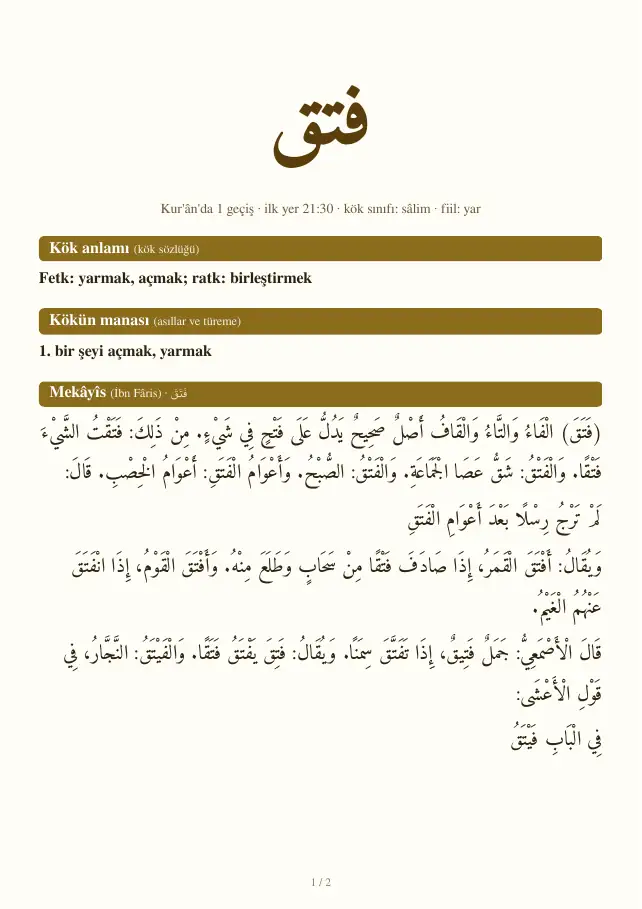 فتق
Kur'ân'da 1 geçiş · ilk yer 21:30 · kök sınıfı: sâlim · fiil: yar
Kök anlamı (kök sözlüğü)
Fetk: yarmak, açmak; ratk: birleştirmek
Kökün manası (asıllar ve türeme)
1. bir şeyi açmak, yarmak
Mekâyîs (İbn Fâris) · فَتَقَ
(فَتَقَ) الْفَاءُ وَالتَّاءُ وَالْقَافُ أَصْلٌ صَحِيحٌ يَدُلُّ عَلَى فَتْحٍ فِي شَيْءٍ. مِنْ ذَلِكَ: فَتَقْتُ الشَّيْءَ
فَتْقًا. وَالْفَتْقُ: شَقُّ عَصَا الْجَمَاعَةِ. وَالْفَتْقُ: الصُّبْحُ. وَأَعْوَامُ الْفَتَقِ: أَعْوَامُ الْخِصْبِ. قَالَ:
لَمْ تَرْجُ رِسْلًا بَعْدَ أَعْوَامِ الْفَتَقِ
وَيُقَالُ: أَفْتَقَ الْقَمَرُ، إِذَا صَادَفَ فَتْقًا مِنْ سَحَابٍ وَطَلَعَ مِنْهُ. وَأَفْتَقَ الْقَوْمُ، إِذَا انْفَتَقَ
عَنْهُمُ الْغَيْمُ.
قَالَ الْأَصْمَعِيُّ: جَمَلٌ فَتِيقٌ، إِذَا تَفَتَّقَ سِمَنًا. وَيُقَالُ: فَتِقَ يَفْتَقُ فَتَقًا. وَالْفَيْتَقُ: النَّجَّارُ، فِي
قَوْلِ الْأَعْشَى:
فِي الْبَابِ فَيْتَقُ
1 / 2